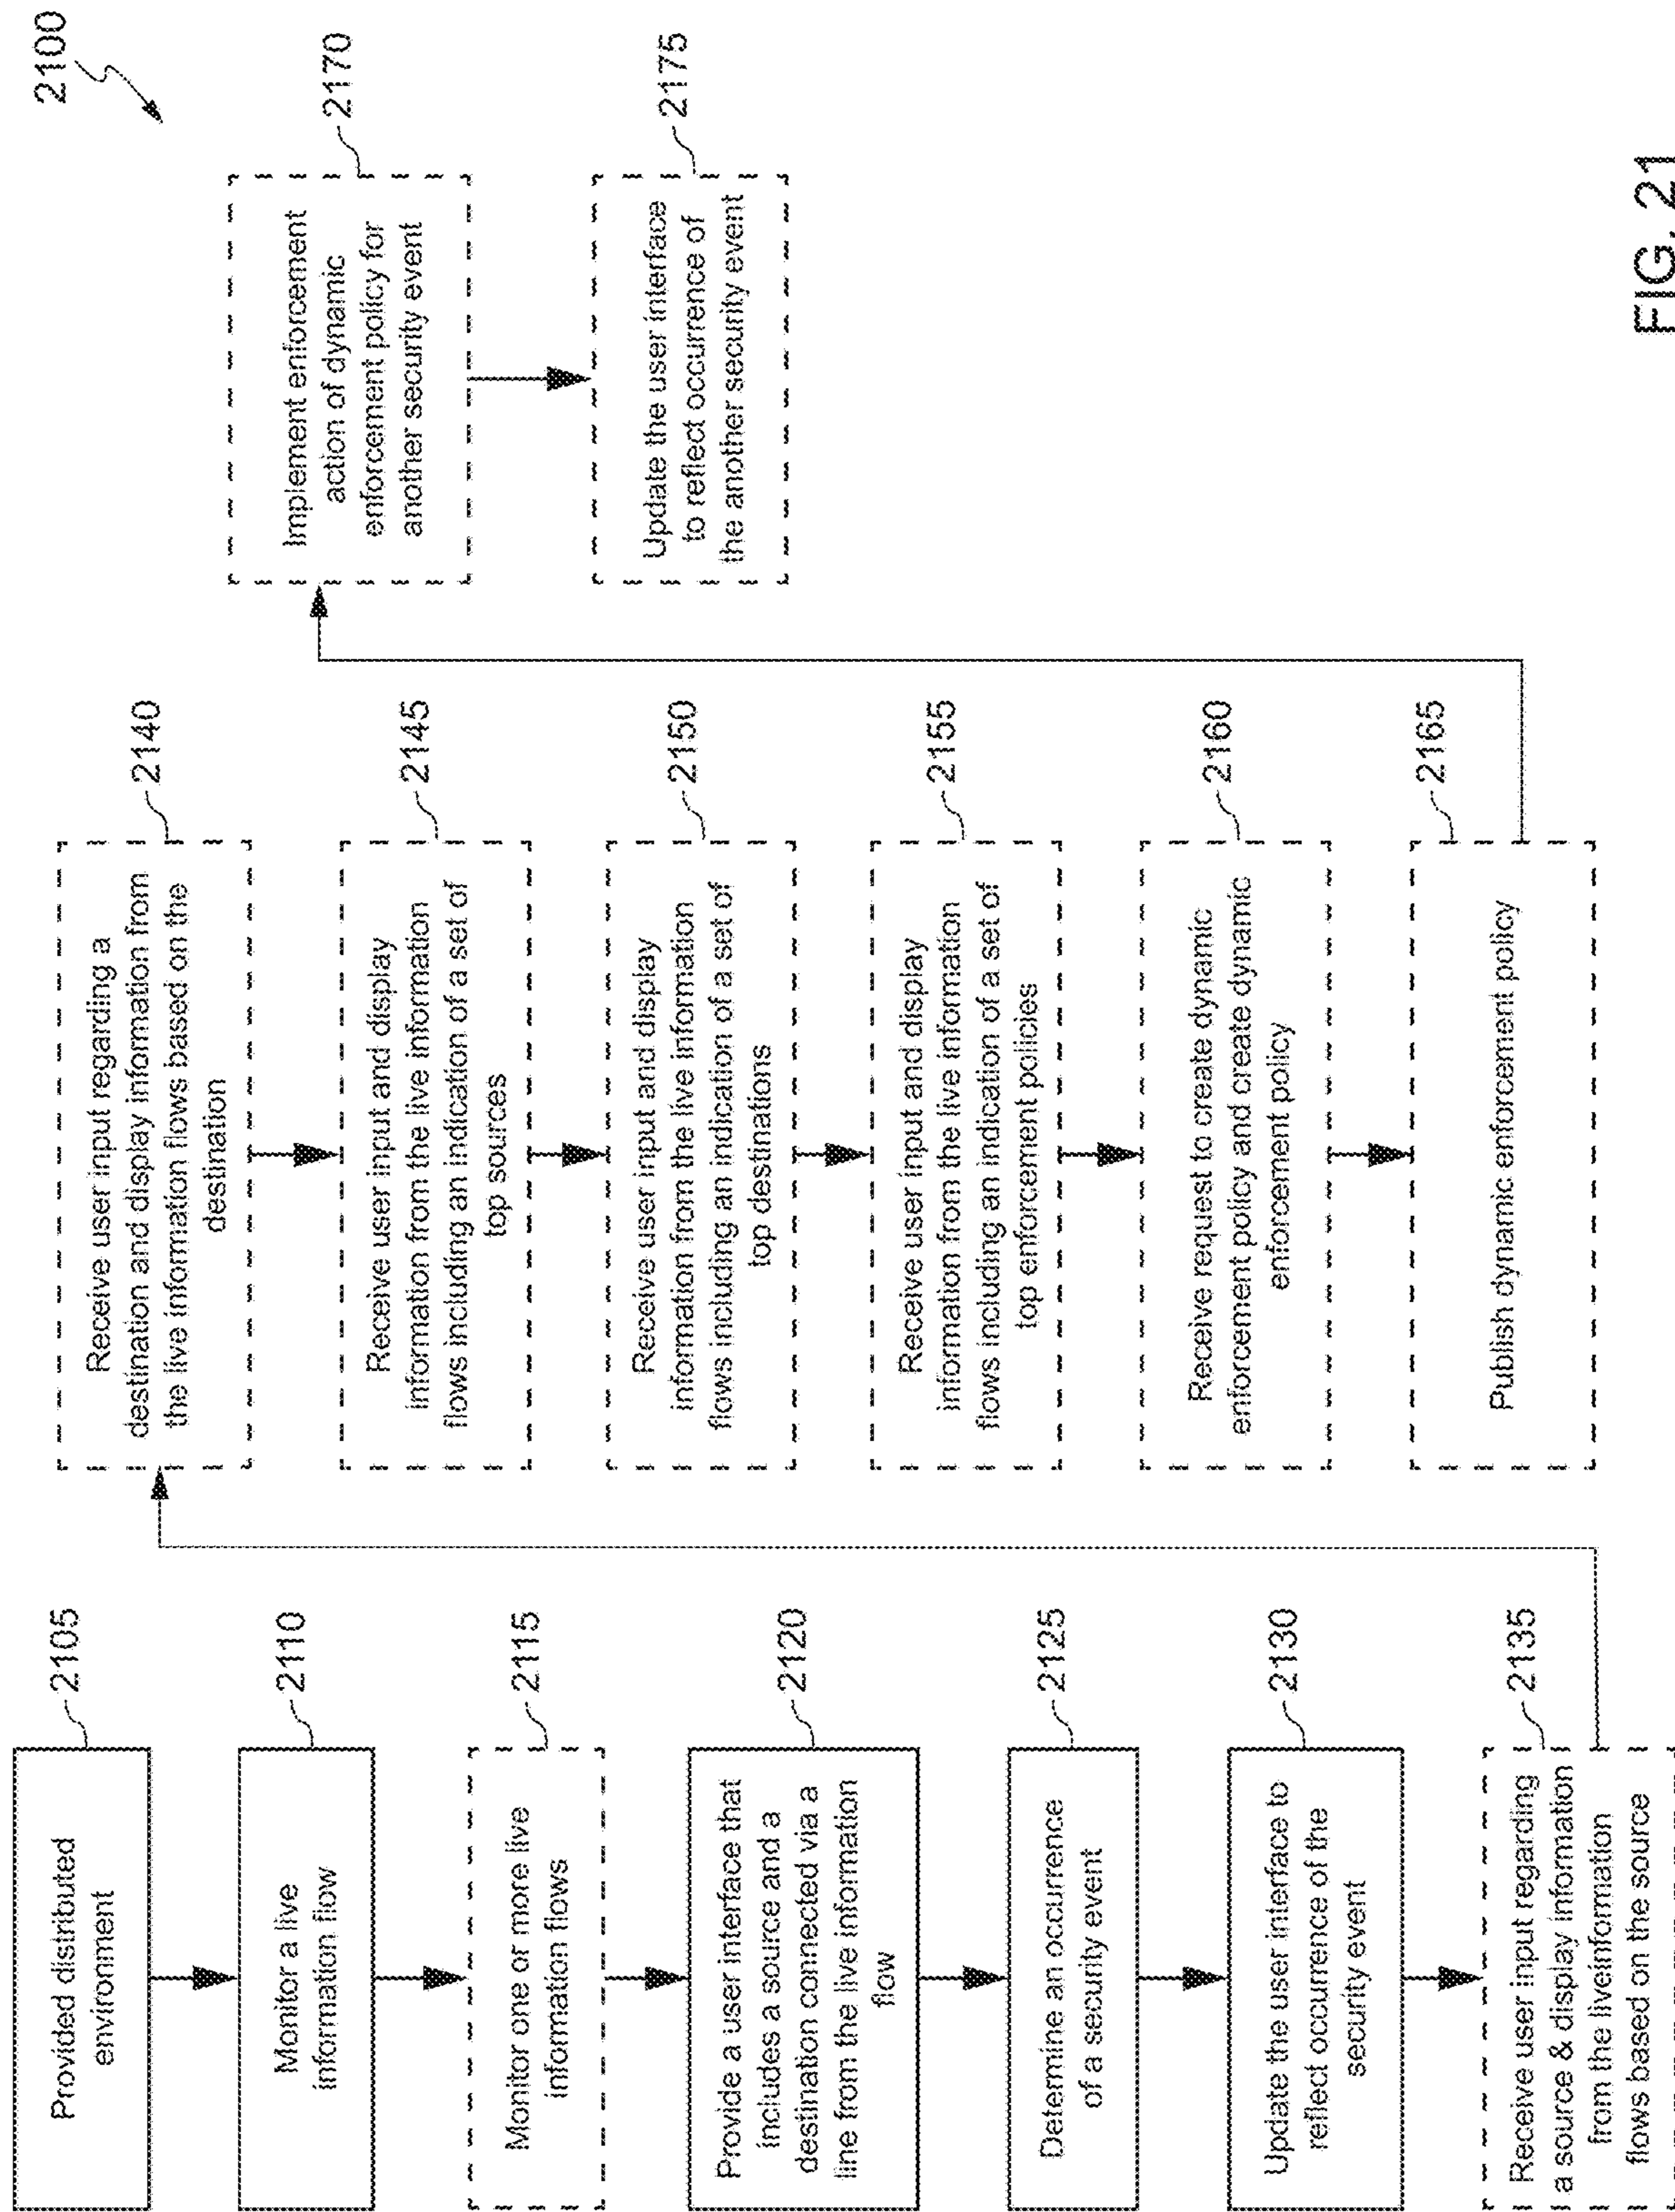 2100
Provided distributed
environment
2105
Monitor a live
information flow
2110
Monitor one or more live
information flows
2115
Provide a user interface that
includes a source and a
destination connected via a
line from the live information
flow
2120
Determine an occurrence
of a security event
2125
Update the user interface to
reflect occurrence of the
security event
2130
Receive user input regarding
a source & display information
from the liveinformation
flows based on the source
2135
Receive user input regarding a
destination and display information from
the live information flows based on the
destination
2140
Receive user input and display
information from the live information
flows including an indication of a set of
top sources
2145
Receive user input and display
information from the live information
flows including an indication of a set of
top destinations
2150
Receive user input and display
information from the live information
flows including an indication of a set of
top enforcement policies
2155
Receive request to create dynamic
enforcement policy and create dynamic
enforcement policy
2160
Publish dynamic enforcement policy
2165
Implement enforcement
action of dynamic
enforcement policy for
another security event
2170
Update the user interface
to reflect occurrence of
the another security event
2175
FIG. 21